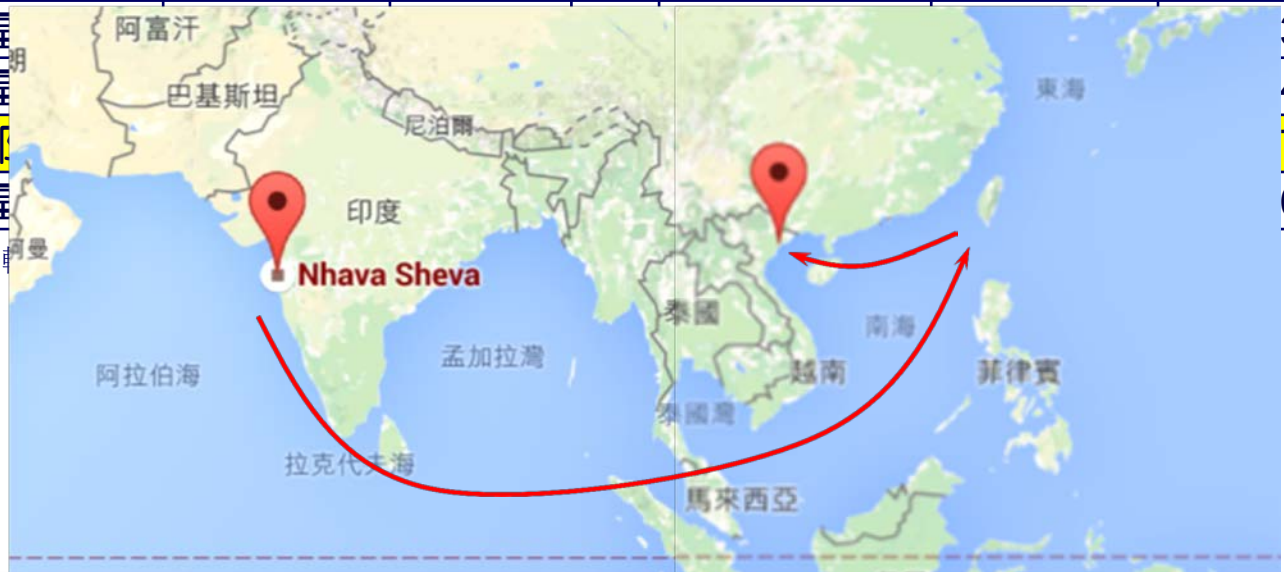 阿富汗
巴基斯坦
尼泊爾
東海
印度
阿曼
Nhava Sheva
泰國
南海
孟加拉灣
阿拉伯海
越南
菲律賓
泰國灣
拉克代夫海
馬來西亞